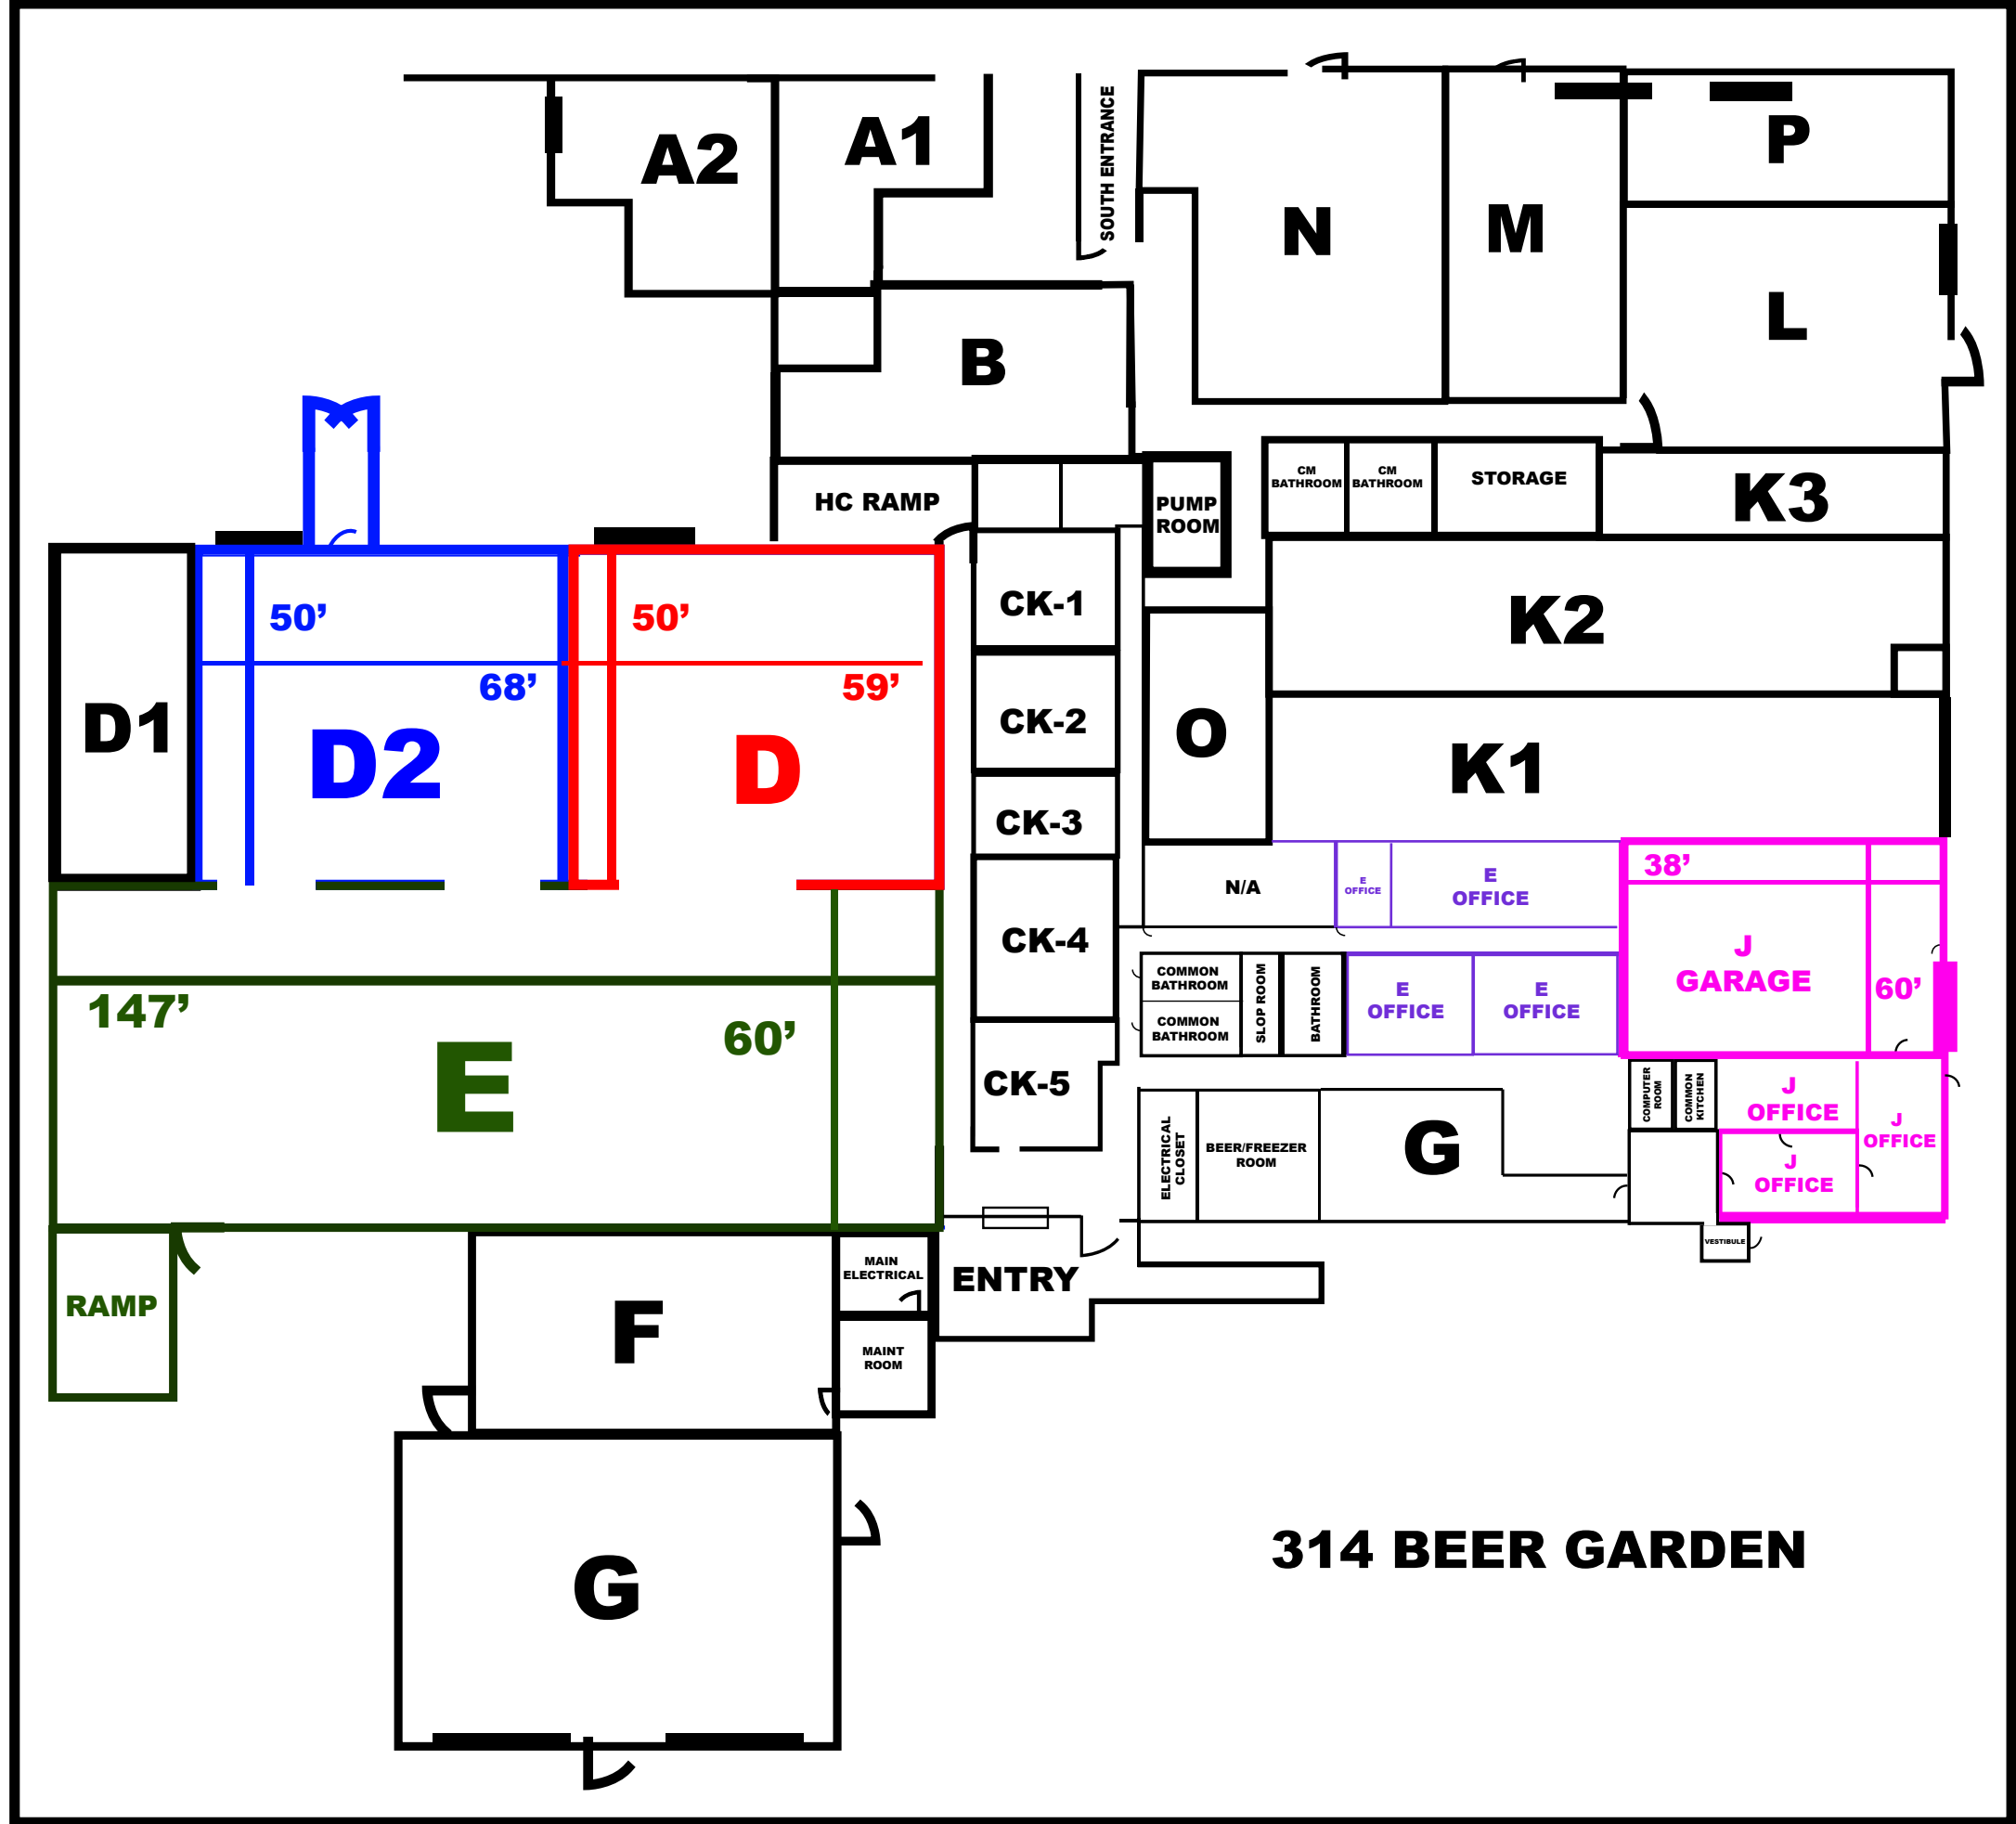 A2
A1
SOUTH ENTRANCE
N
M
P
L
B
HC RAMP
PUMP
ROOM
CM
BATHROOM
CM
BATHROOM
STORAGE
K3
K2
K1
O
CK-1
CK-2
CK-3
CK-4
CK-5
D1
50’
68’
D2
50’
59’
D
147’
60’
E
RAMP
N/A
E
OFFICE
E
OFFICE
38’
J
GARAGE
60’
COMMON
BATHROOM
COMMON
BATHROOM
SLOP ROOM
BATHROOM
E
OFFICE
E
OFFICE
COMPUTER
ROOM
COMMON
KITCHEN
J
OFFICE
J
OFFICE
J
OFFICE
ELECTRICAL
CLOSET
BEER/FREEZER
ROOM
G
VESTIBULE
ENTRY
MAIN
ELECTRICAL
MAINT
ROOM
F
G
314 BEER GARDEN